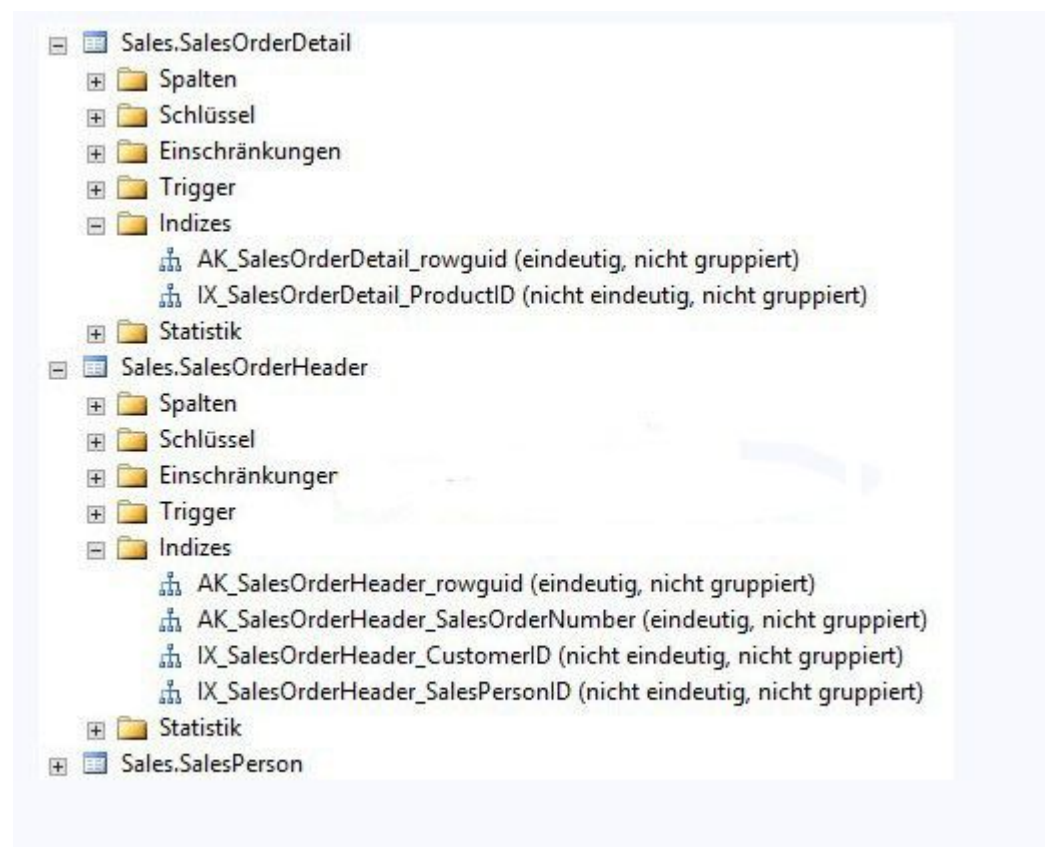 Sales.SalesOrderDetail
Spalten
Schlüssel
Einschränkungen
Trigger
Indizes
AK_SalesOrderDetail_rowguid (eindeutig, nicht gruppiert)
IX_SalesOrderDetail_ProductID (nicht eindeutig, nicht gruppiert)
Statistik
Sales.SalesOrderHeader
Spalten
Schlüssel
Einschränkunger
Trigger
Indizes
AK_SalesOrderHeader_rowguid (eindeutig, nicht gruppiert)
AK_SalesOrderHeader_SalesOrderNumber (eindeutig, nicht gruppiert)
IX_SalesOrderHeader_CustomerID (nicht eindeutig, nicht gruppiert)
IX_SalesOrderHeader_SalesPersonID (nicht eindeutig, nicht gruppiert)
Statistik
Sales.SalesPerson